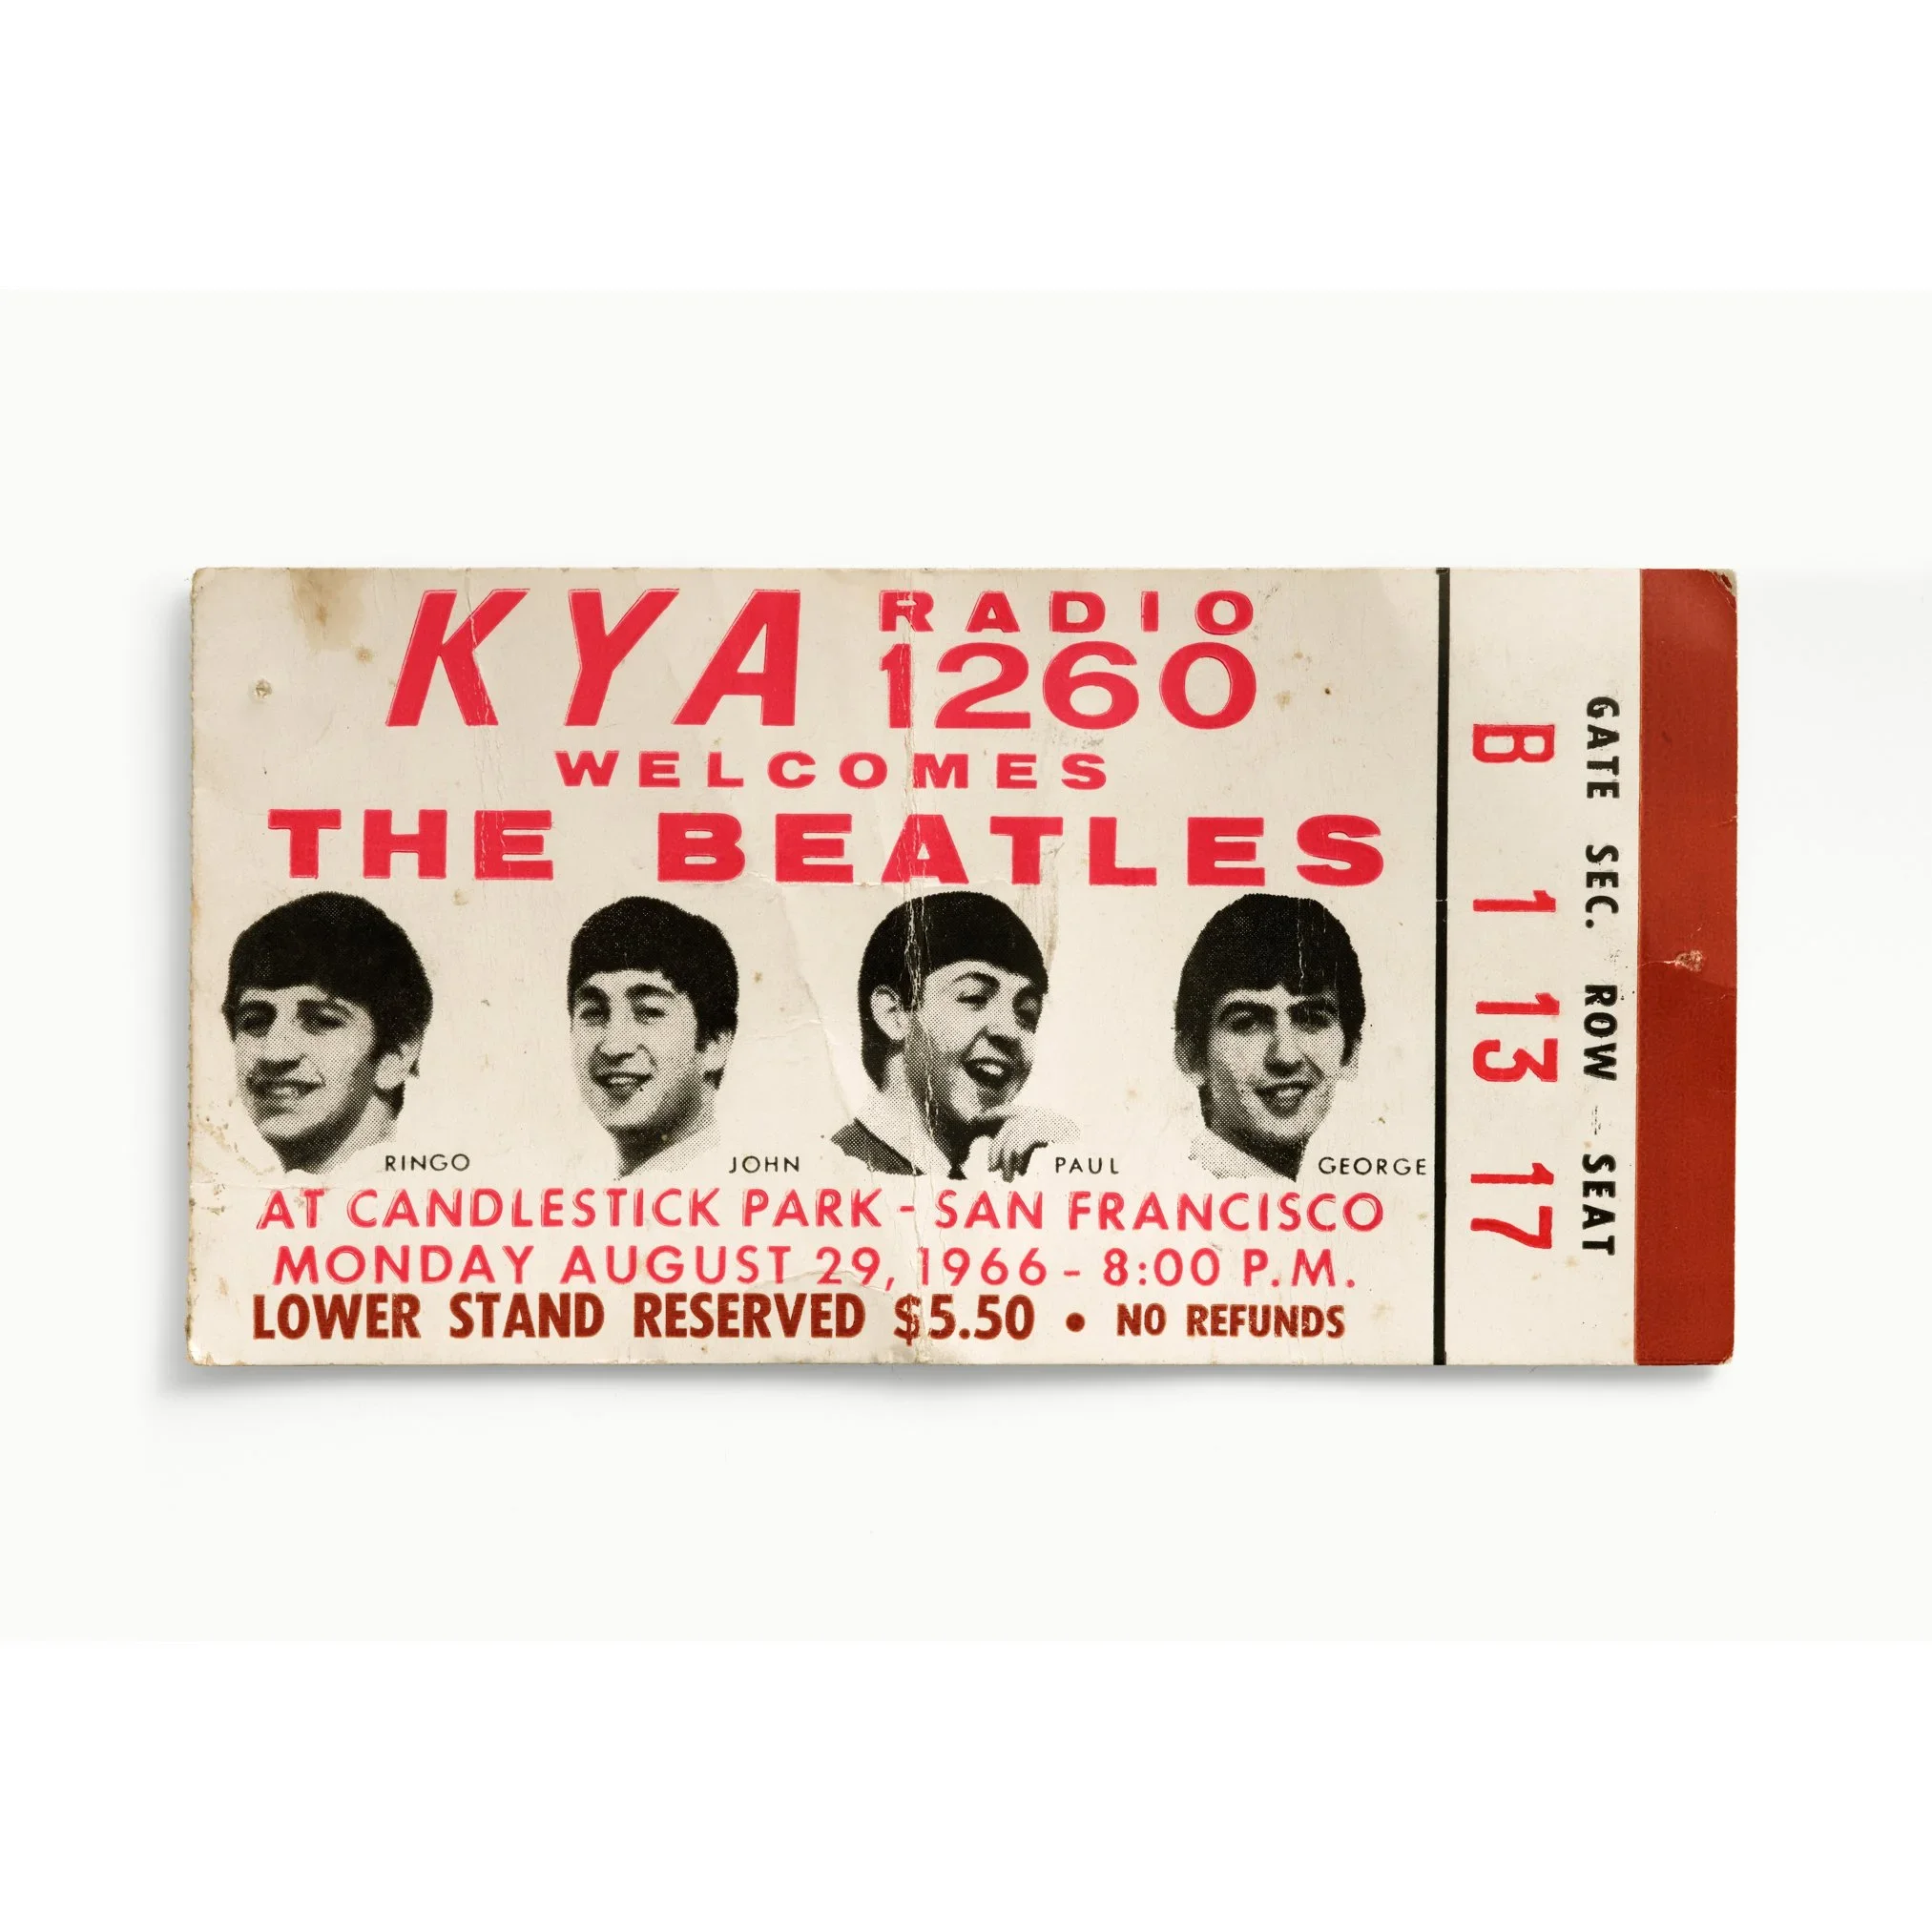 KYA RADIO
1260
WELCOMES
THE BEATLES
RINGO JOHN PAUL GEORGE
AT CANDLESTICK PARK - SAN FRANCISCO
MONDAY AUGUST 29, 1966 - 8:00 P.M.
LOWER STAND RESERVED $5.50 • NO REFUNDS
GATE SEC. ROW SEAT
B 1 13 17